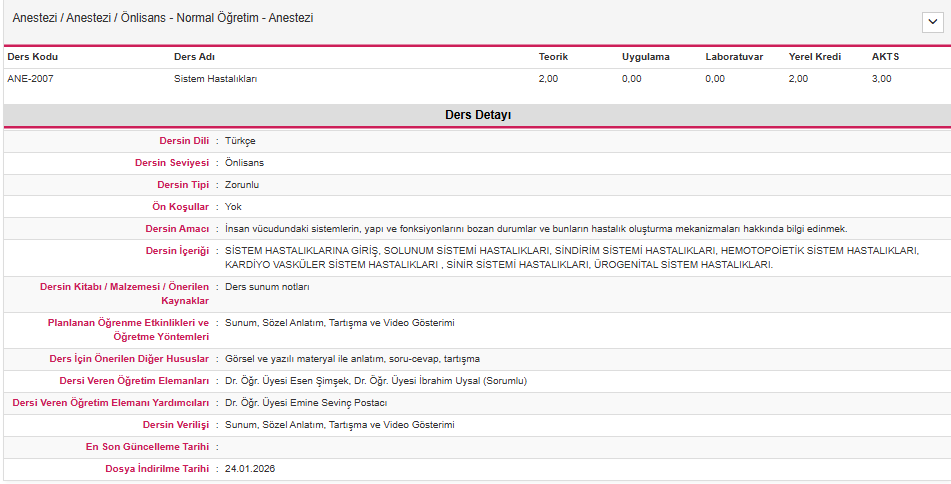 Anestezi / Anestezi / Önlisans - Normal Öğretim - Anestezi
Ders Kodu Ders Adı Teorik Uygulama Laboratuvar Yerel Kredi AKTS
ANE-2007 Sistem Hastalıkları 2,00 0,00 0,00 2,00 3,00
Ders Detayı
Dersin Dili : Türkçe
Dersin Seviyesi : Önlisans
Dersin Tipi : Zorunlu
Ön Koşullar : Yok
Dersin Amacı : İnsan vücudundaki sistemlerin, yapı ve fonksiyonlarını bozan durumlar ve bunların hastalık oluşturma mekanizmaları hakkında bilgi edinmek.
Dersin İçeriği : SİSTEM HASTALIKLARINA GİRİŞ, SOLUNUM SİSTEMİ HASTALIKLARI, SİNDİRİM SİSTEMİ HASTALIKLARI, HEMOTOPOİETİK SİSTEM HASTALIKLARI,
KARDİYO VASKÜLER SİSTEM HASTALIKLARI , SİNİR SİSTEMİ HASTALIKLARI, ÜROGENİTAL SİSTEM HASTALIKLARI.
Dersin Kitabı / Malzemesi / Önerilen : Ders sunum notları
Kaynaklar
Planlanan Öğrenme Etkinlikleri ve : Sunum, Sözel Anlatım, Tartışma ve Video Gösterimi
Öğretme Yöntemleri
Ders İçin Önerilen Diğer Hususlar : Görsel ve yazılı materyal ile anlatım, soru-cevap, tartışma
Dersi Veren Öğretim Elemanları : Dr. Öğr. Üyesi Esen Şimşek, Dr. Öğr. Üyesi İbrahim Uysal (Sorumlu)
Dersi Veren Öğretim Elemanı Yardımcıları : Dr. Öğr. Üyesi Emine Sevinç Postacı
Dersin Verilişi : Sunum, Sözel Anlatım, Tartışma ve Video Gösterimi
En Son Güncelleme Tarihi :
Dosya İndirilme Tarihi : 24.01.2026